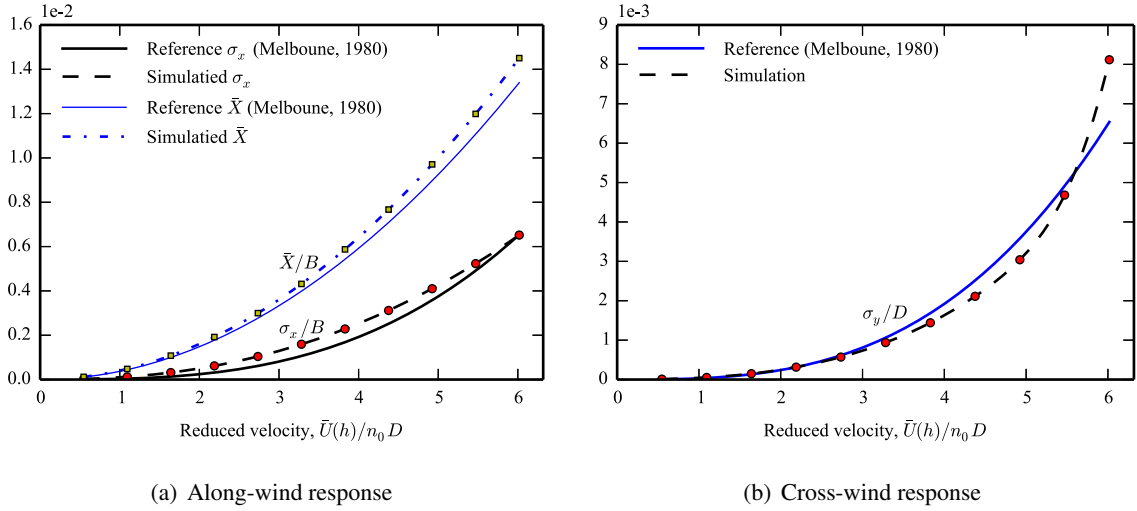 1e-2
1.6
1.4
1.2
1.0
0.8
0.6
0.4
0.2
0.0
Reference σ_x (Melboune, 1980)
Simulatied σ_x
Reference X̄ (Melboune, 1980)
Simulatied X̄
X̄/B
σ_x/B
0 1 2 3 4 5 6
Reduced velocity, Ū(h)/n₀D
(a) Along-wind response
1e-3
9
8
7
6
5
4
3
2
1
0
Reference (Melboune, 1980)
Simulation
σ_y/D
0 1 2 3 4 5 6
Reduced velocity, Ū(h)/n₀D
(b) Cross-wind response